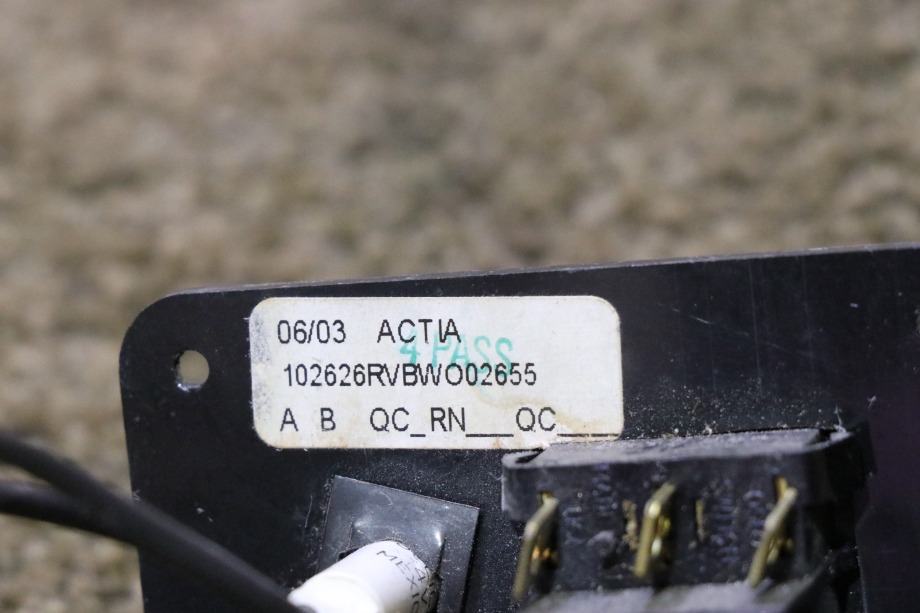 06/03 ACTIA
4 PASS
102626RVBWO02655
A B QC_RN___QC___